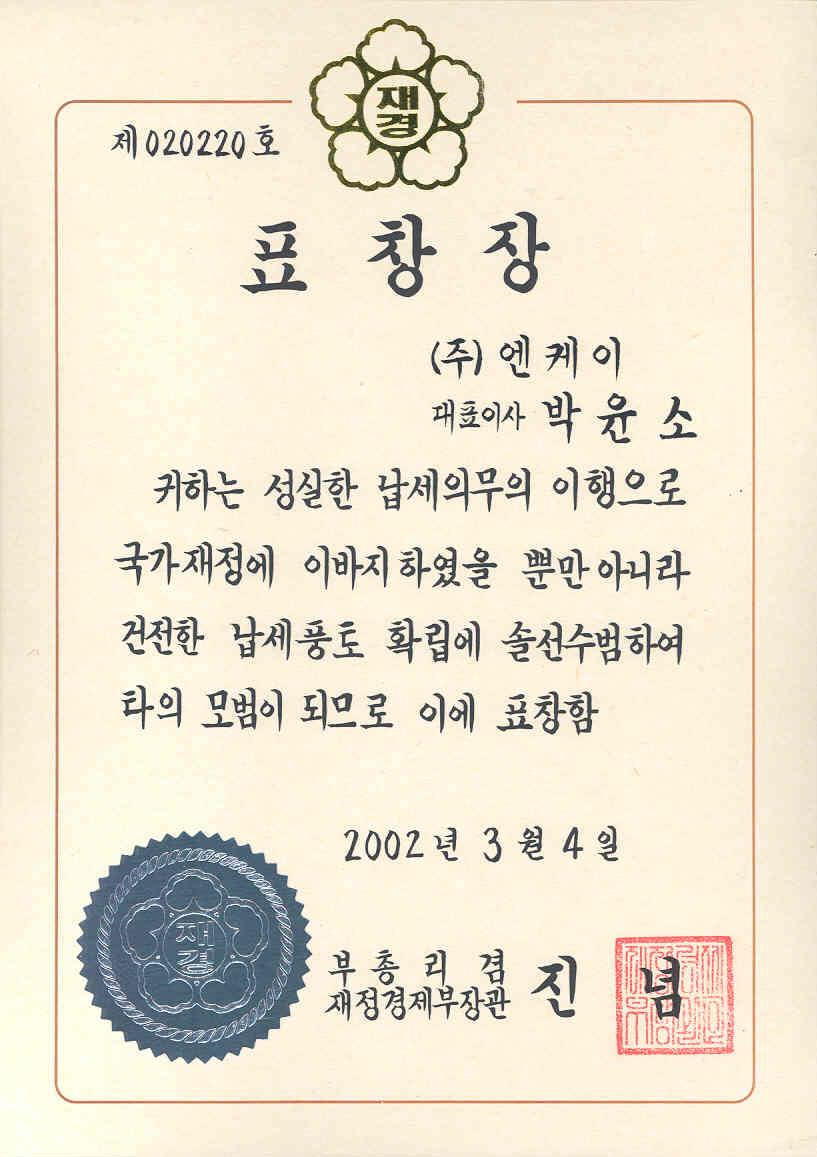 재
경
제020220호
표창장
(주)엔케이
대표이사 박윤소
귀하는 성실한 납세의무의 이행으로
국가재정에 이바지하였을 뿐만아니라
건전한 납세풍토 확립에 솔선수범하여
타의 모범이 되므로 이에 표창함
2002년 3월 4일
재
경
부총리겸
재정경제부장관 진념